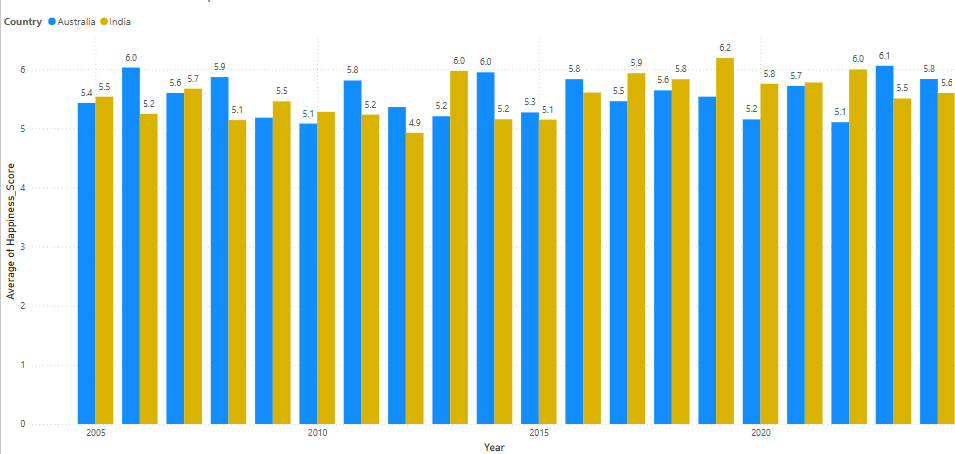 Country Australia India
6.2
6.0 6.0 6.0 6.0 6.1
5.9 5.8 5.8 5.9 5.8 5.8 5.7 5.8
5.4 5.5 5.6 5.7 5.5 5.5 5.6 5.5 5.6
5.2 5.1 5.1 5.2 4.9 5.2 5.2 5.3 5.1 5.2 5.1
6
5
4
3
2
1
0
Average of Happiness_Score
2005 2010 2015 2020
Year